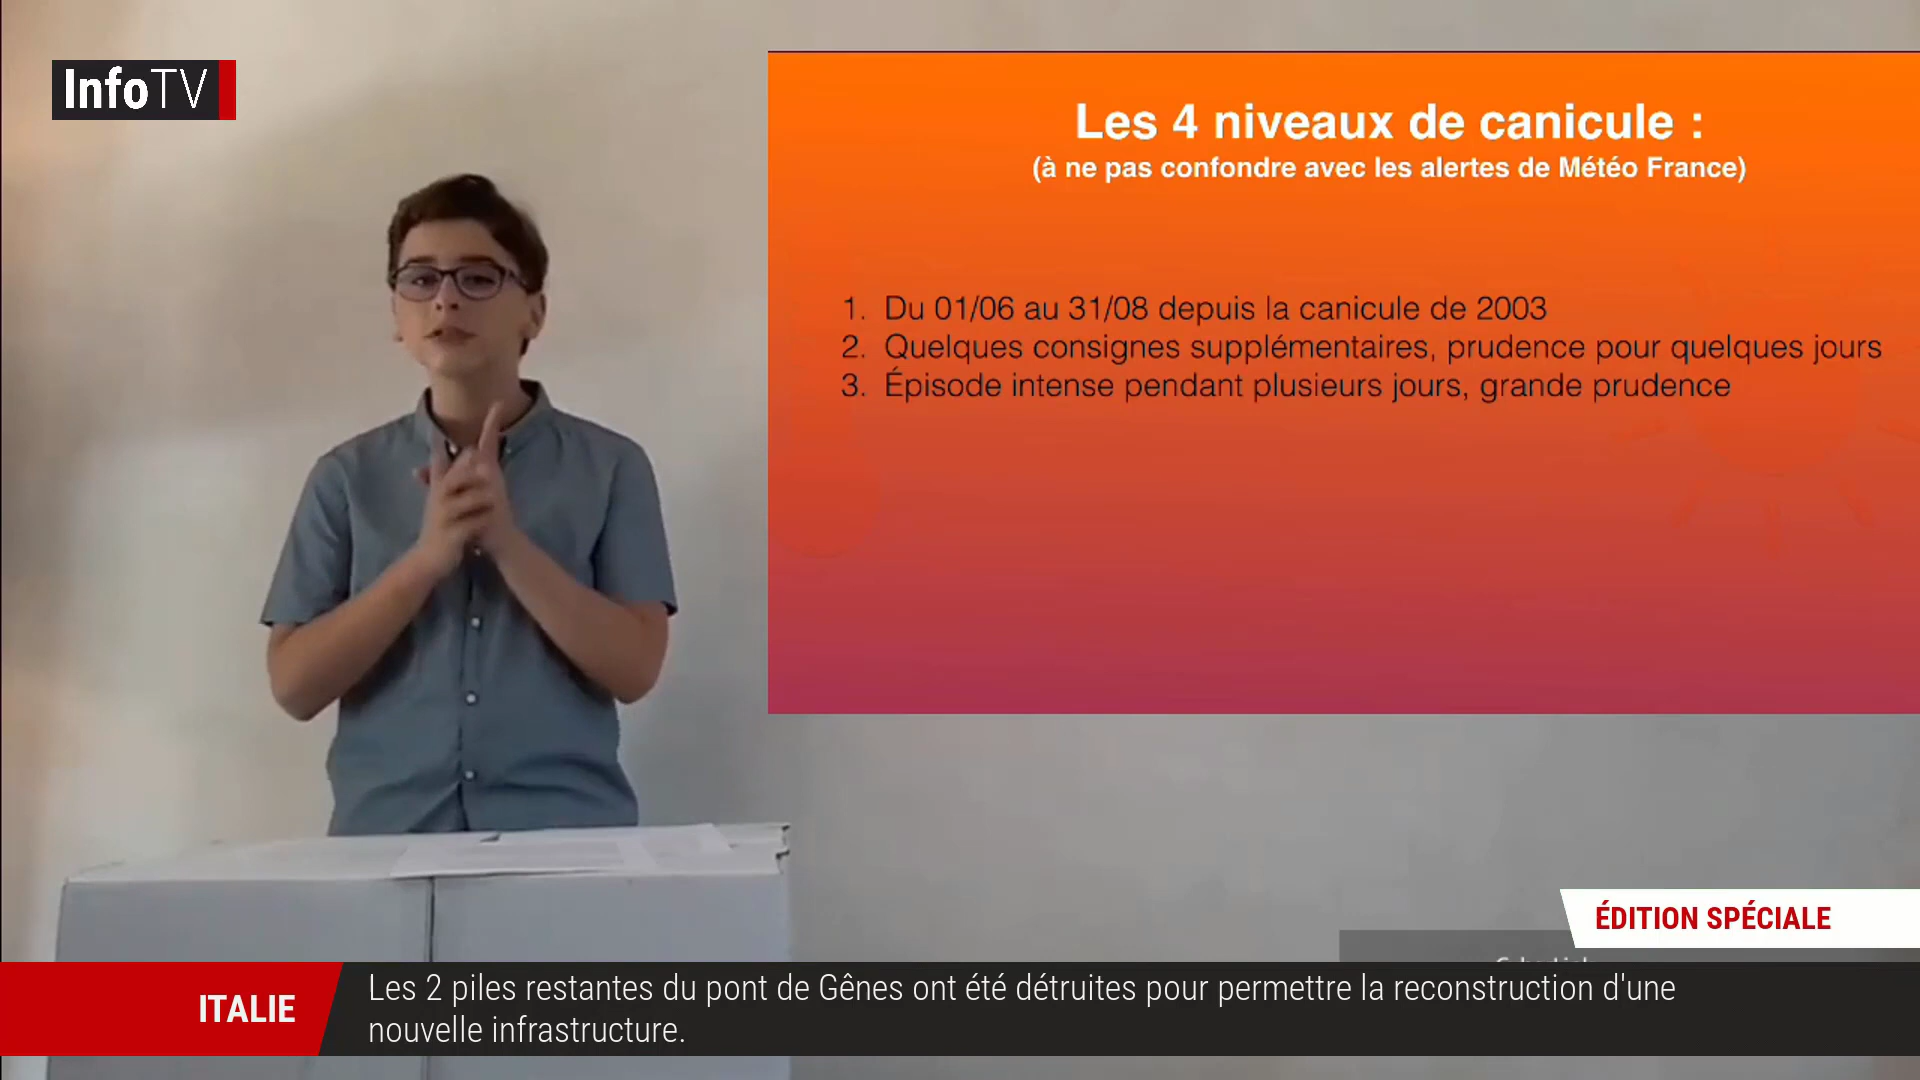 InfoTV
Les 4 niveaux de canicule :
(à ne pas confondre avec les alertes de Météo France)
1. Du 01/06 au 31/08 depuis la canicule de 2003
2. Quelques consignes supplémentaires, prudence pour quelques jours
3. Épisode intense pendant plusieurs jours, grande prudence
ÉDITION SPÉCIALE
ITALIE
Les 2 piles restantes du pont de Gênes ont été détruites pour permettre la reconstruction d'une
nouvelle infrastructure.